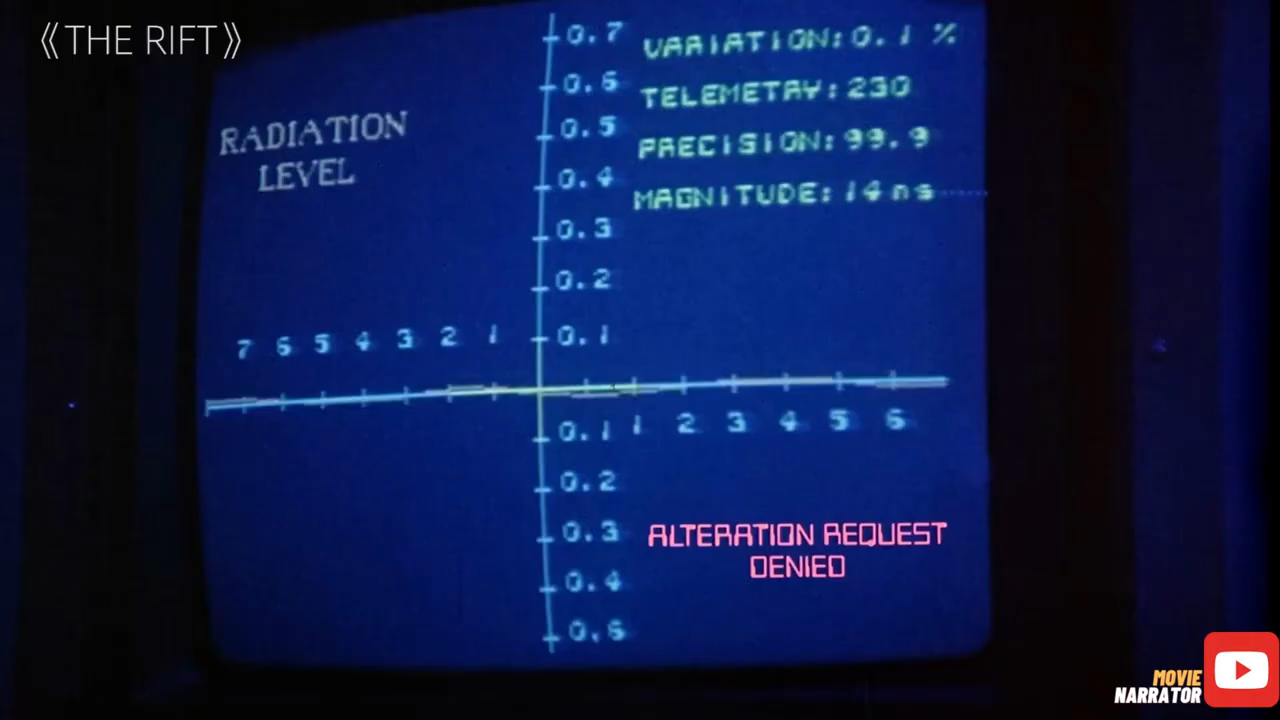 《THE RIFT》
RADIATION
LEVEL
VARIATION: 0.1 %
TELEMETRY: 230
PRECISION: 99.9
MAGNITUDE: 14 ns
0.7
0.6
0.5
0.4
0.3
0.2
0.1
7 6 5 4 3 2 1
0.1 1 2 3 4 5 6
0.2
0.3
0.4
0.5
ALTERATION REQUEST
DENIED
MOVIE
NARRATOR